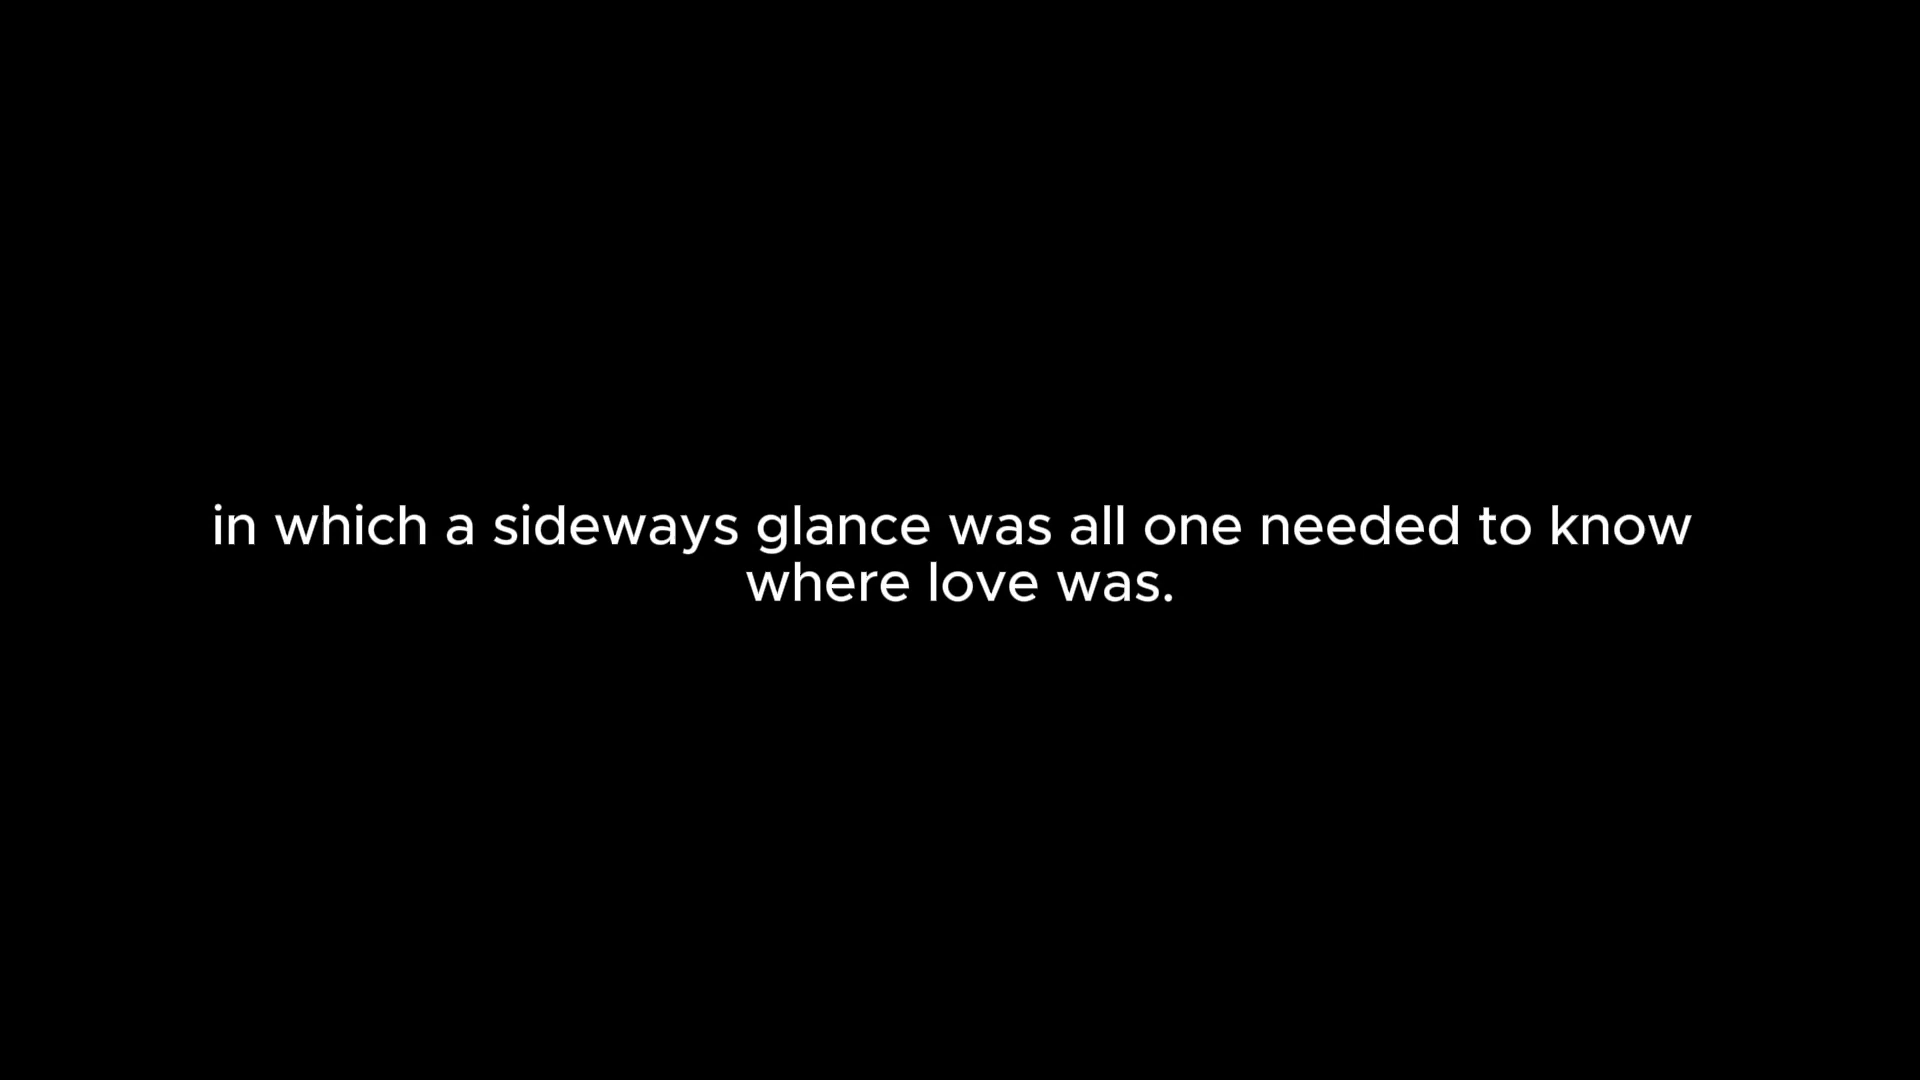 in which a sideways glance was all one needed to know
where love was.